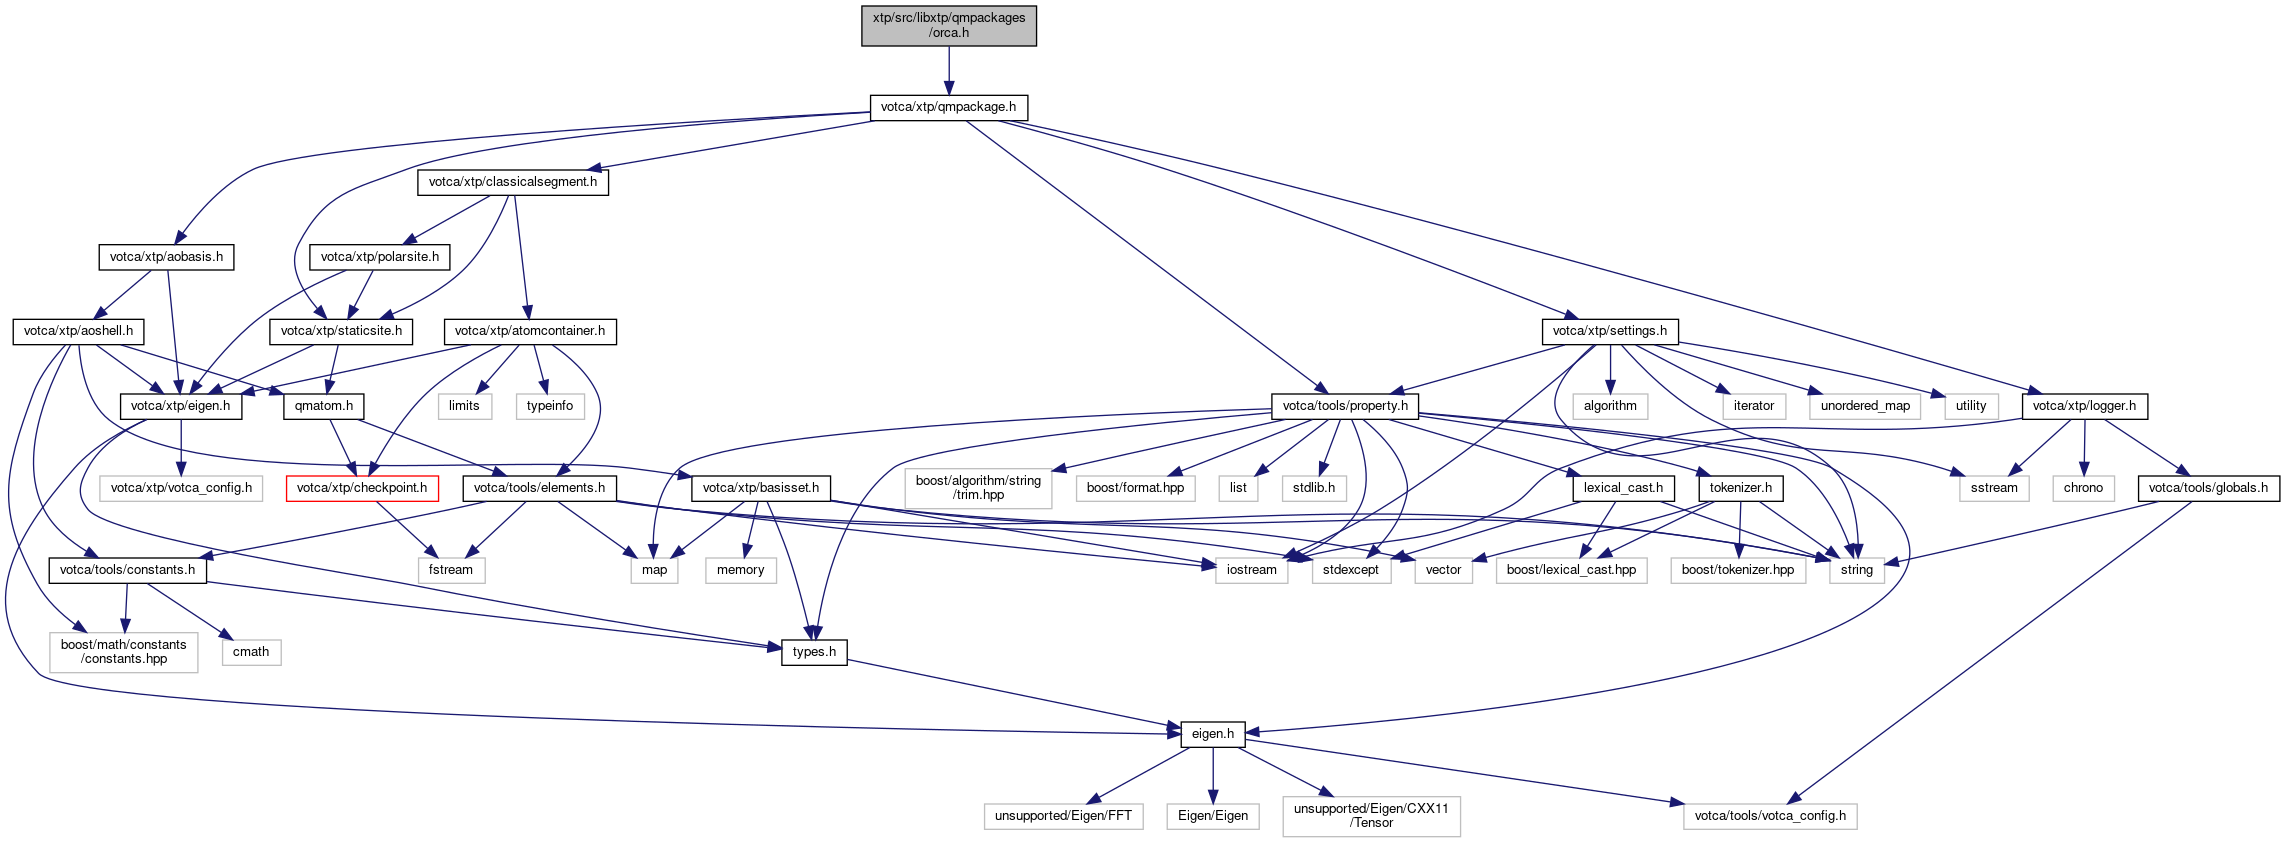 xtp/src/libxtp/qmpackages
/orca.h
votca/xtp/qmpackage.h
votca/xtp/classicalsegment.h
votca/xtp/aobasis.h
votca/xtp/polarsite.h
votca/xtp/aoshell.h
votca/xtp/staticsite.h
votca/xtp/atomcontainer.h
votca/xtp/settings.h
votca/xtp/eigen.h
qmatom.h
limits
typeinfo
votca/tools/property.h
algorithm
iterator
unordered_map
utility
votca/xtp/logger.h
votca/xtp/votca_config.h
votca/xtp/checkpoint.h
votca/tools/elements.h
votca/xtp/basisset.h
boost/algorithm/string
/trim.hpp
boost/format.hpp
list
stdlib.h
lexical_cast.h
tokenizer.h
sstream
chrono
votca/tools/globals.h
votca/tools/constants.h
fstream
map
memory
iostream
stdexcept
vector
boost/lexical_cast.hpp
boost/tokenizer.hpp
string
boost/math/constants
/constants.hpp
cmath
types.h
eigen.h
unsupported/Eigen/FFT
Eigen/Eigen
unsupported/Eigen/CXX11
/Tensor
votca/tools/votca_config.h